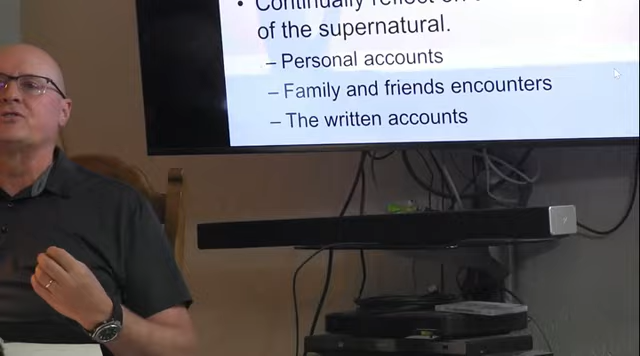 • Continually reflect on
of the supernatural.
– Personal accounts
– Family and friends encounters
– The written accounts